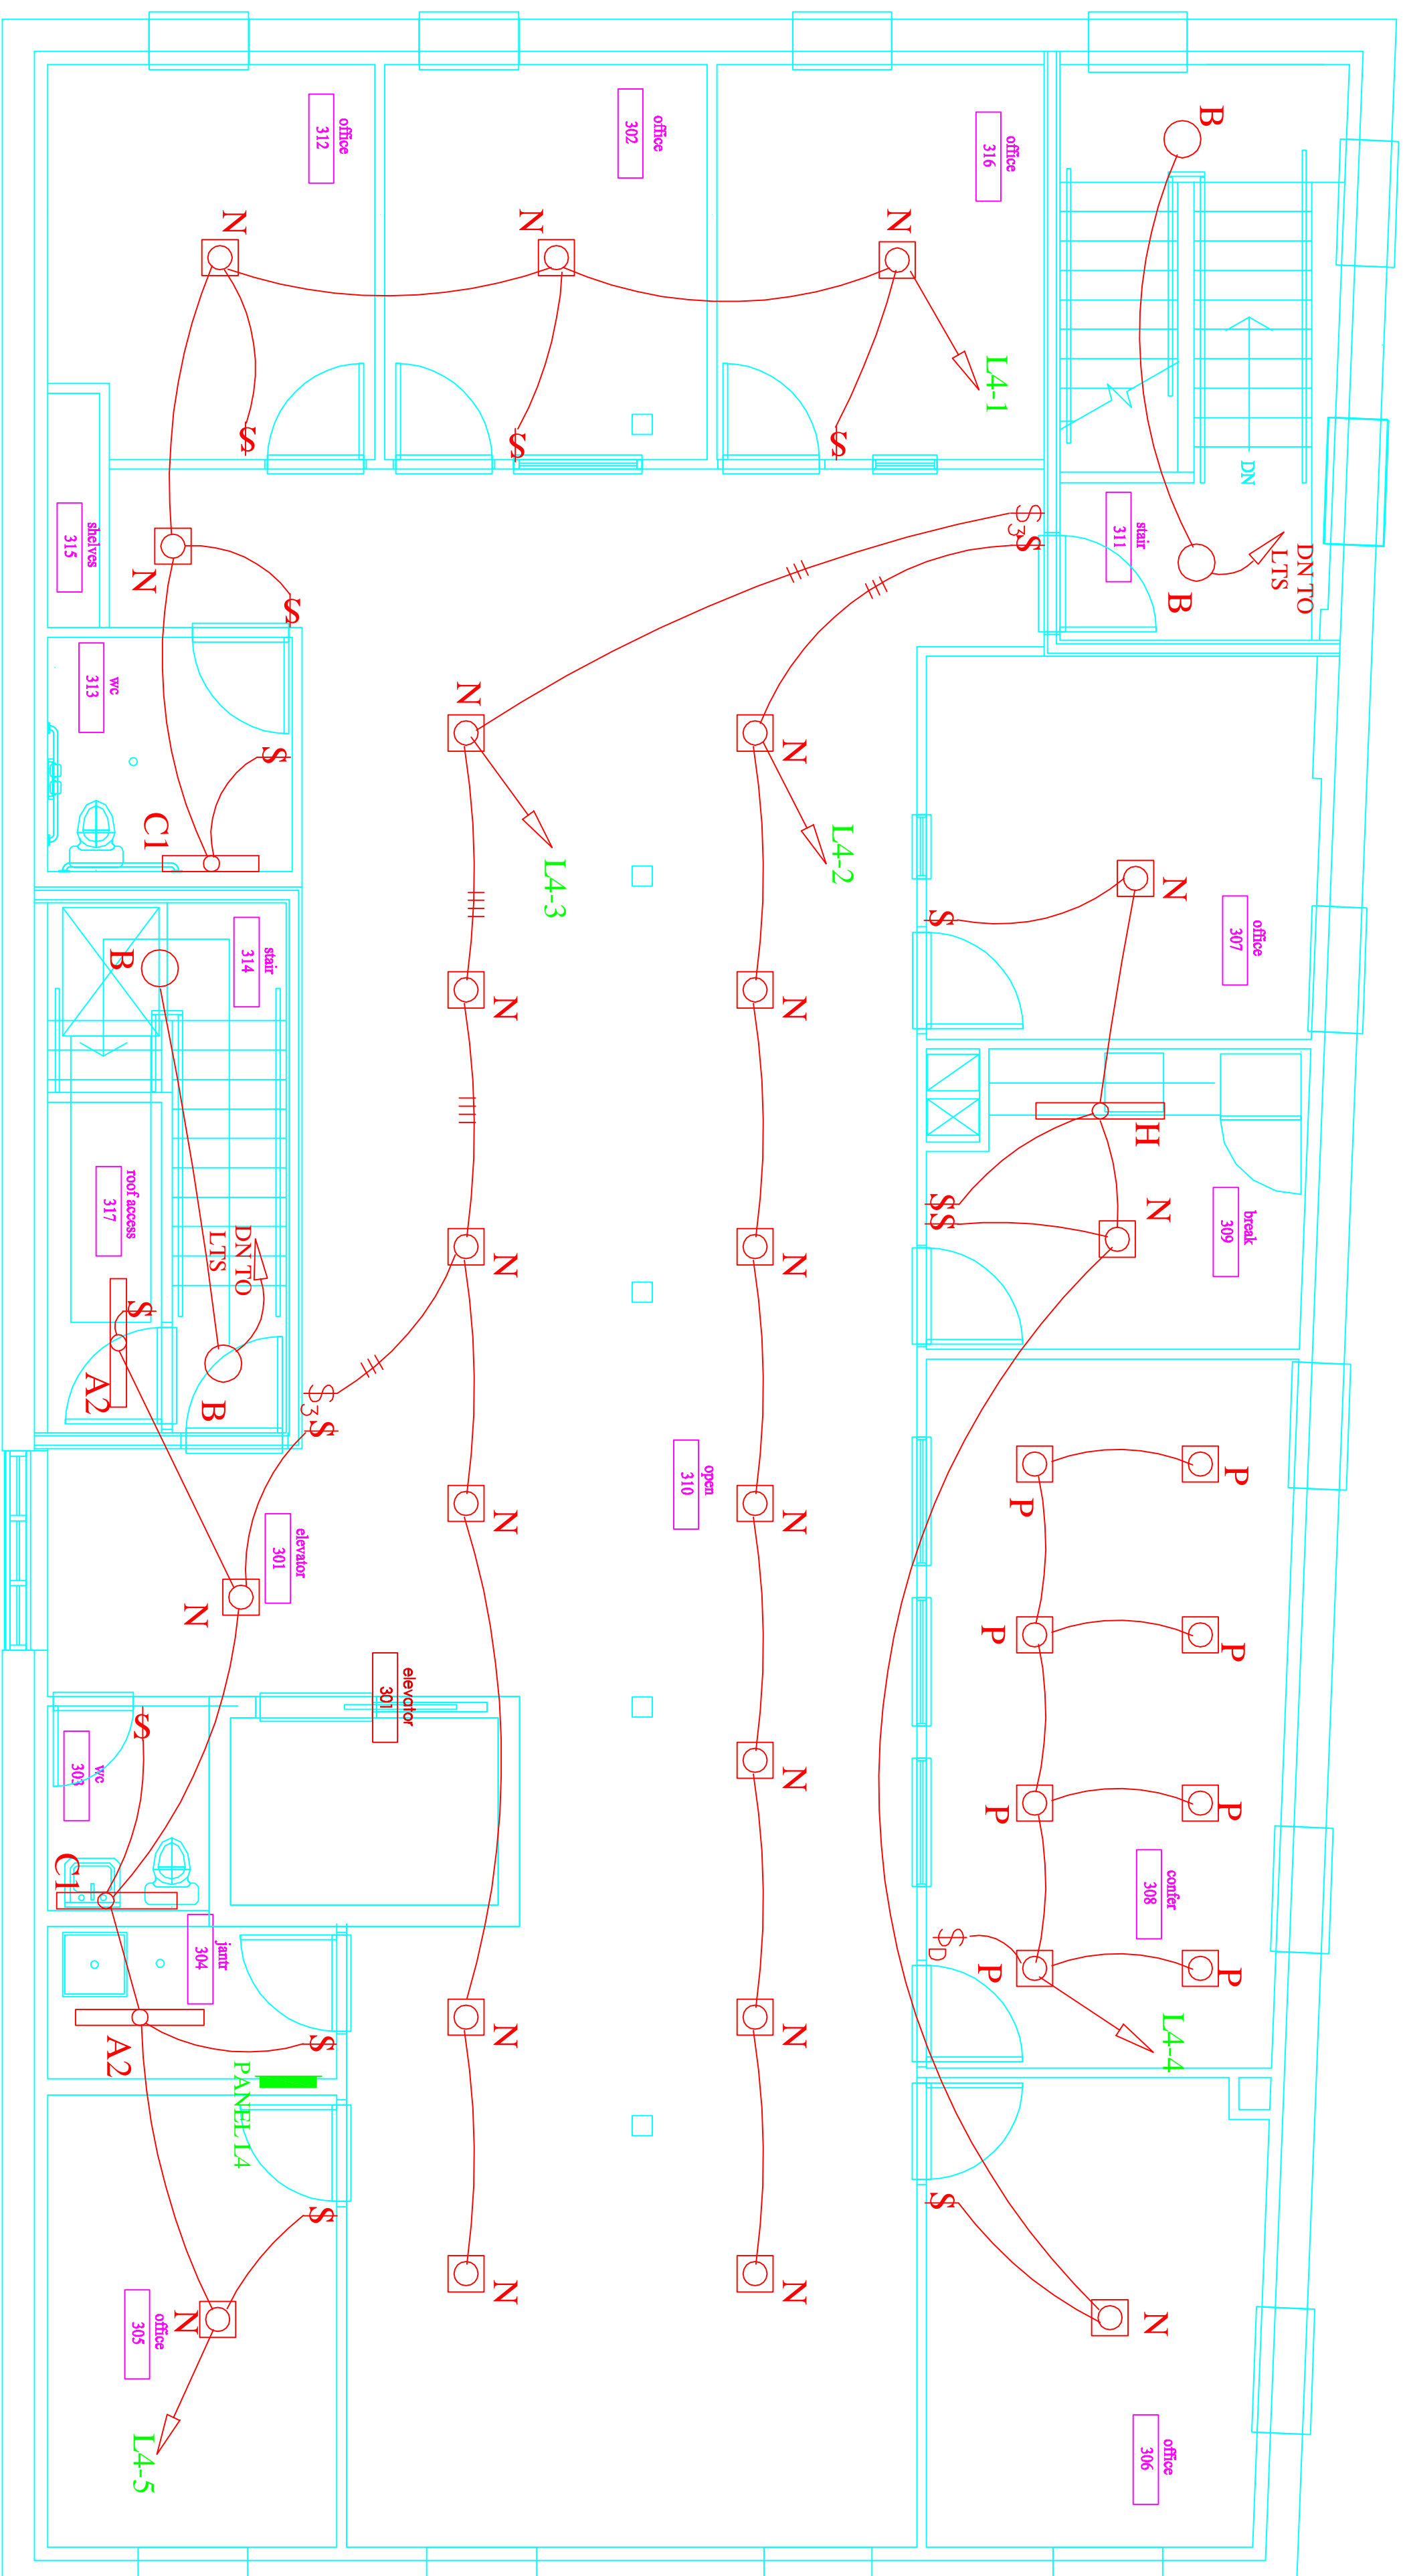 B
office
316
office
302
office
312
N
N
N
L4-1
DN
S
S
S
stair
311
DN TO
LTS
B
$3
S
shelves
315
N
S
wc
313
N
N
S
C1
L4-2
L4-3
N
office
307
S
stair
314
B
N
N
H
N
break
309
SS
roof access
317
DN TO
LTS
N
N
S
A2
B
$3
S
open
310
P
P
N
N
elevator
301
N
P
P
elevator
301
S
wc
303
N
P
P
C1
confer
308
jantr
304
$D
P
P
L4-4
N
N
A2
S
PANEL L4
S
S
N
N
N
N
office
305
L4-5
office
306